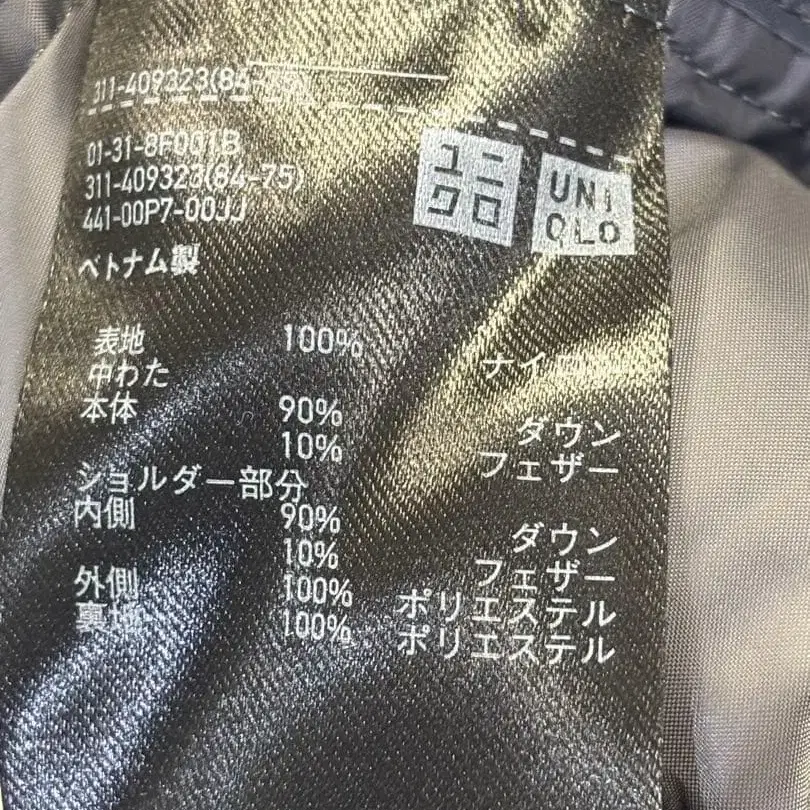 311-409323(84-75)
01-31-8F001B
311-409323(84-75)
441-00P7-00JJ
ユニクロ
UNIQLO
ベトナム製
表地 100% ナイロン
中わた
本体 90% ダウン
10% フェザー
ショルダー部分
内側 90% ダウン
10% フェザー
外側 100% ポリエステル
裏地 100% ポリエステル